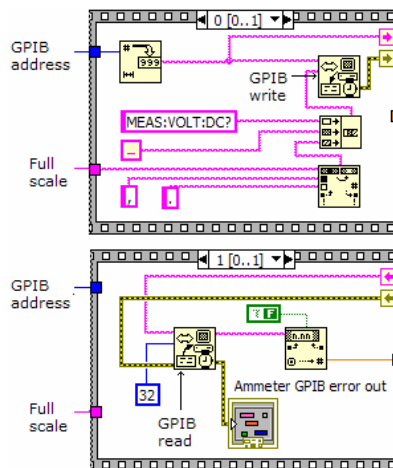 0 [0..1]
GPIB
address
#
999
GPIB
write
MEAS:VOLT:DC?
_
Full
scale
,
.
1 [0..1]
GPIB
address
F
n.nn
#
32
Ammeter GPIB error out
Full
scale
GPIB
read